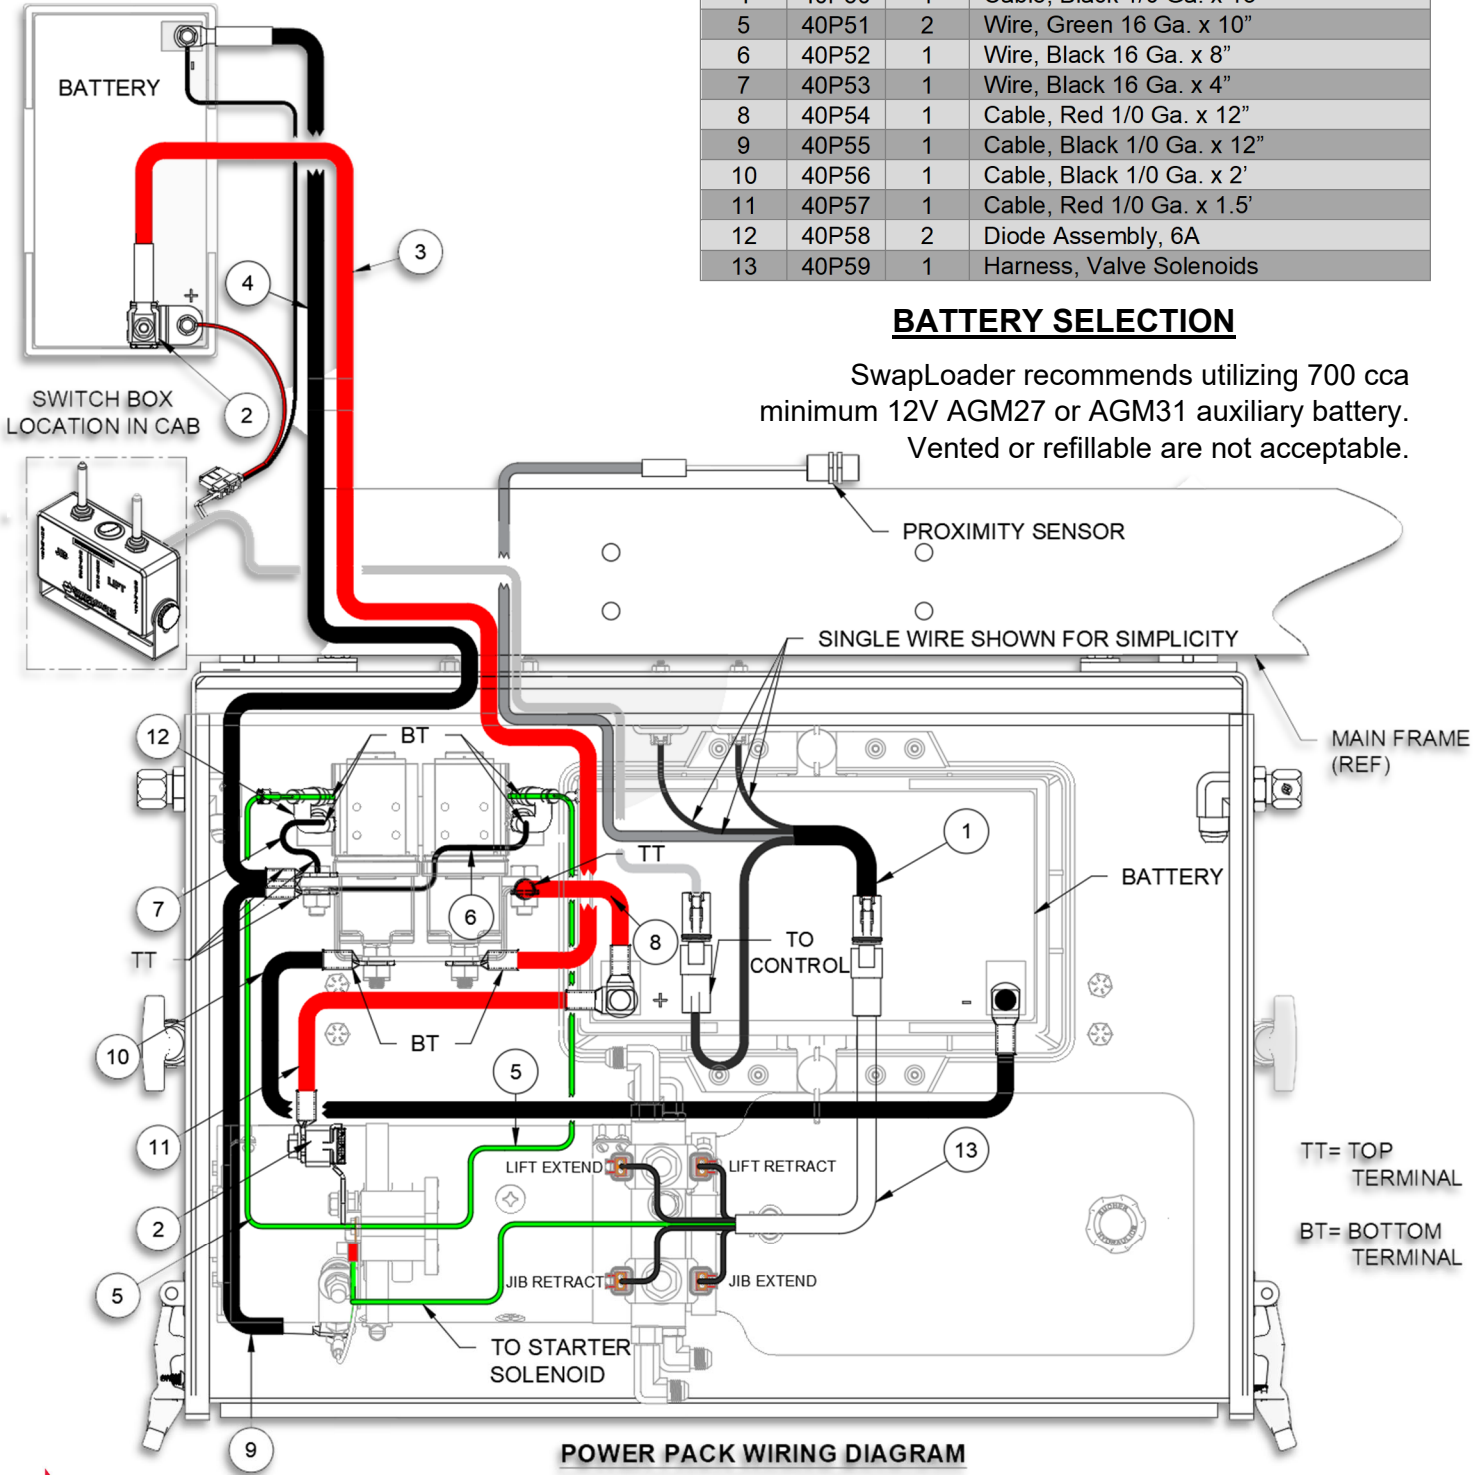 5 40P51 2 Wire, Green 16 Ga. x 10”
6 40P52 1 Wire, Black 16 Ga. x 8”
7 40P53 1 Wire, Black 16 Ga. x 4”
8 40P54 1 Cable, Red 1/0 Ga. x 12”
9 40P55 1 Cable, Black 1/0 Ga. x 12”
10 40P56 1 Cable, Black 1/0 Ga. x 2’
11 40P57 1 Cable, Red 1/0 Ga. x 1.5’
12 40P58 2 Diode Assembly, 6A
13 40P59 1 Harness, Valve Solenoids
BATTERY SELECTION
SwapLoader recommends utilizing 700 cca
minimum 12V AGM27 or AGM31 auxiliary battery.
Vented or refillable are not acceptable.
-
BATTERY
3
4
+
2
SWITCH BOX
LOCATION IN CAB
JIB
LIFT
PROXIMITY SENSOR
SINGLE WIRE SHOWN FOR SIMPLICITY
MAIN FRAME
(REF)
12
BT
1
TT
BATTERY
7
6
8
TO
CONTROL
TT
+
-
10
BT
5
11
LIFT EXTEND
LIFT RETRACT
13
TT= TOP
TERMINAL
2
BT= BOTTOM
TERMINAL
5
JIB RETRACT
JIB EXTEND
TO STARTER
SOLENOID
9
POWER PACK WIRING DIAGRAM